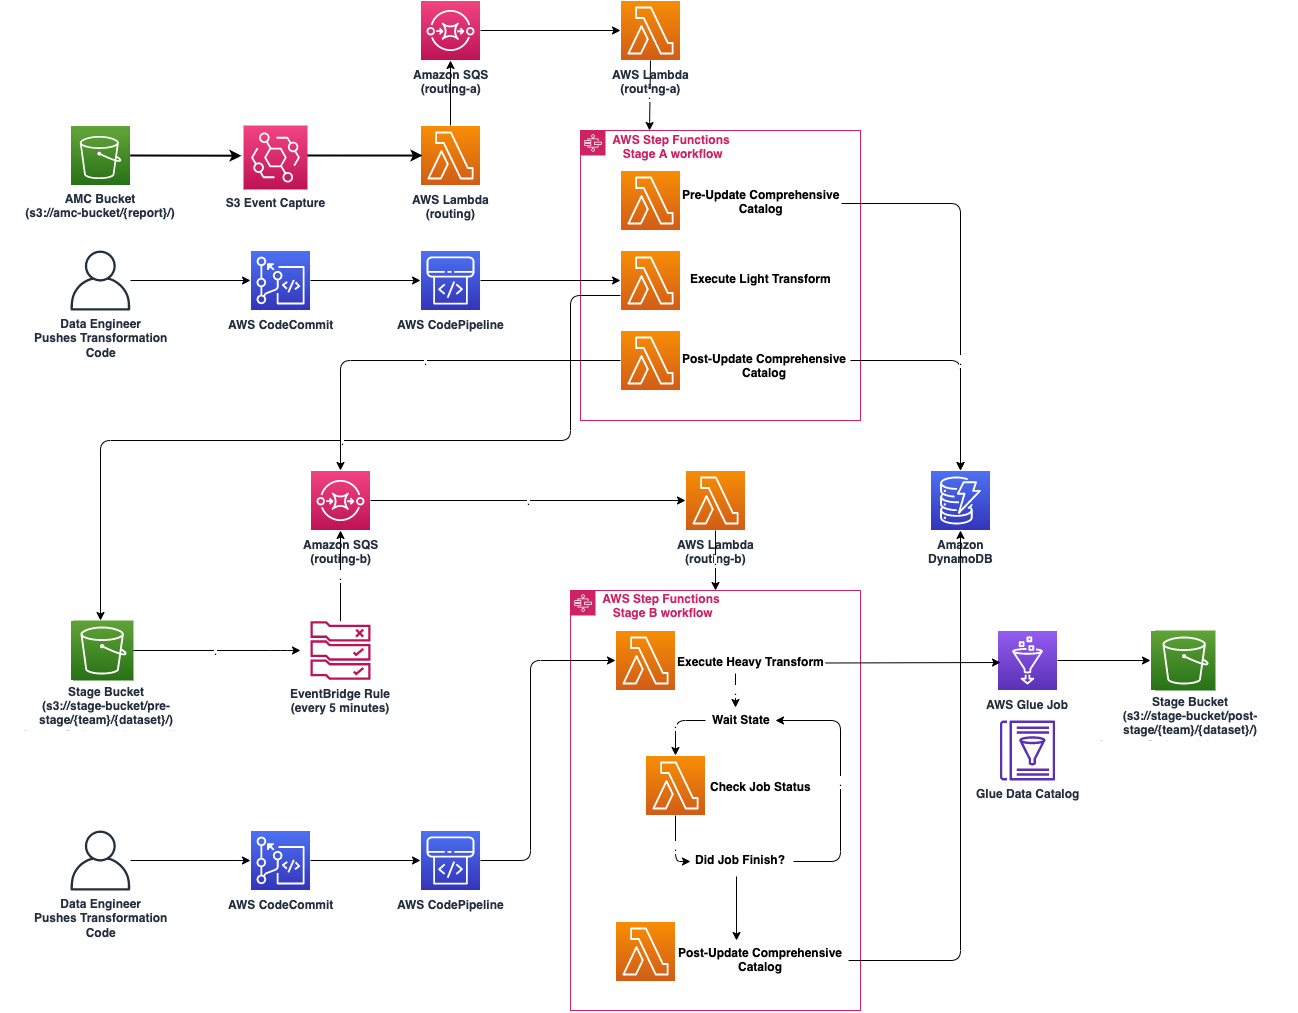 Amazon SQS
(routing-a)
AWS Lambda
(routing-a)
AMC Bucket
(s3://amc-bucket/{report}/)
S3 Event Capture
AWS Lambda
(routing)
AWS Step Functions
Stage A workflow
Pre-Update Comprehensive
Catalog
Data Engineer
Pushes Transformation
Code
AWS CodeCommit
AWS CodePipeline
Execute Light Transform
Post-Update Comprehensive
Catalog
Amazon SQS
(routing-b)
AWS Lambda
(routing-b)
Amazon
DynamoDB
Stage Bucket
(s3://stage-bucket/pre-
stage/{team}/{dataset}/)
EventBridge Rule
(every 5 minutes)
AWS Step Functions
Stage B workflow
Execute Heavy Transform
Wait State
Check Job Status
Did Job Finish?
Post-Update Comprehensive
Catalog
AWS Glue Job
Glue Data Catalog
Stage Bucket
(s3://stage-bucket/post-
stage/{team}/{dataset}/)
Data Engineer
Pushes Transformation
Code
AWS CodeCommit
AWS CodePipeline